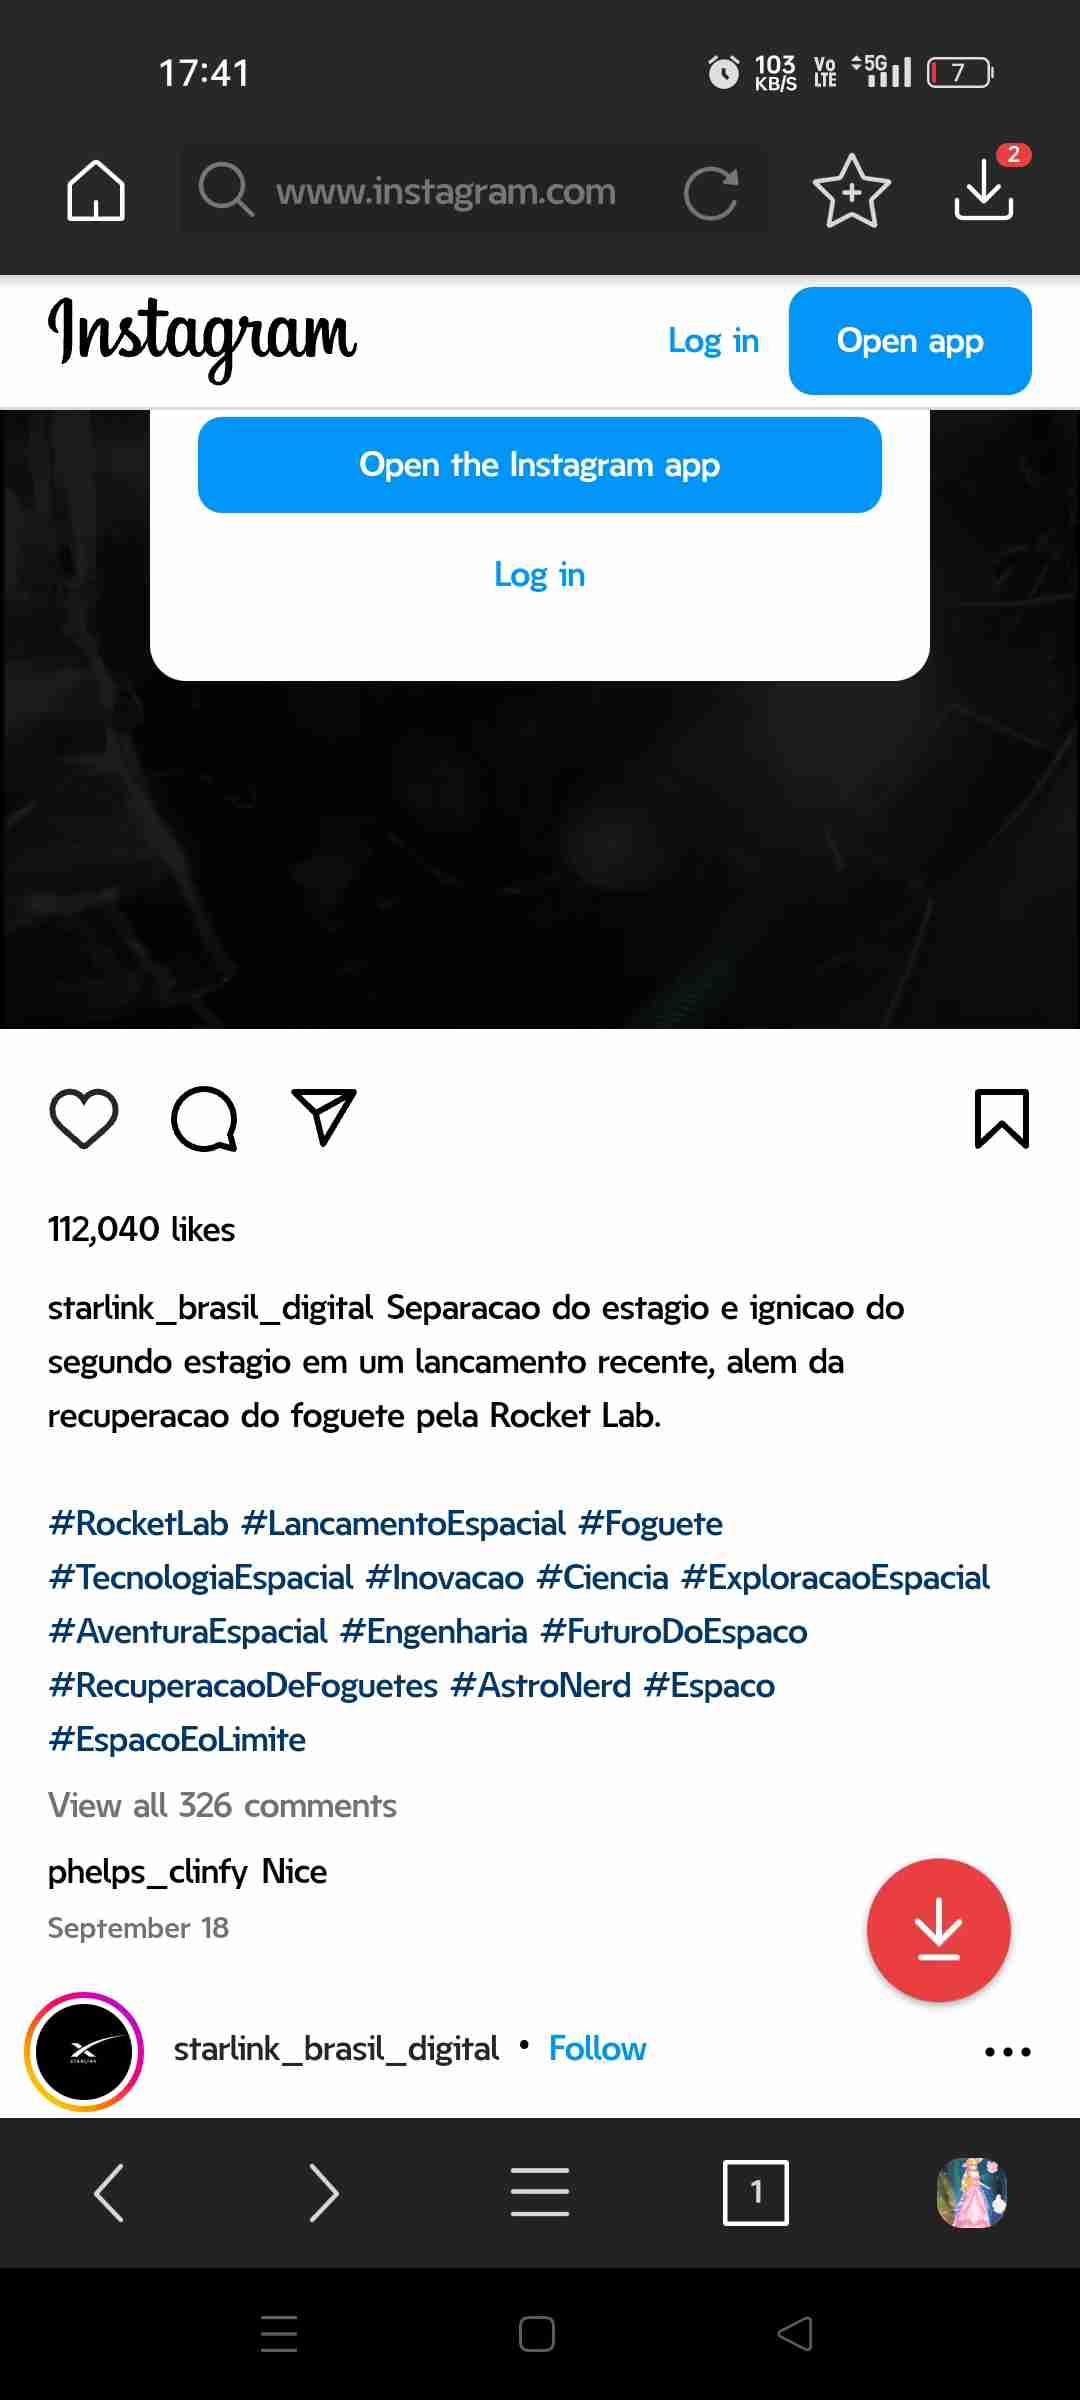 17:41
103 KB/S Vo LTE 5G 7
www.instagram.com
2
Instagram
Log in
Open app
Open the Instagram app
Log in
112,040 likes
starlink_brasil_digital Separacao do estagio e ignicao do
segundo estagio em um lancamento recente, alem da
recuperacao do foguete pela Rocket Lab.
#RocketLab #LancamentoEspacial #Foguete
#TecnologiaEspacial #Inovacao #Ciencia #ExploracaoEspacial
#AventuraEspacial #Engenharia #FuturoDoEspaco
#RecuperacaoDeFoguetes #AstroNerd #Espaco
#EspacoEoLimite
View all 326 comments
phelps_clinfy Nice
September 18
STARLINK
starlink_brasil_digital • Follow
1